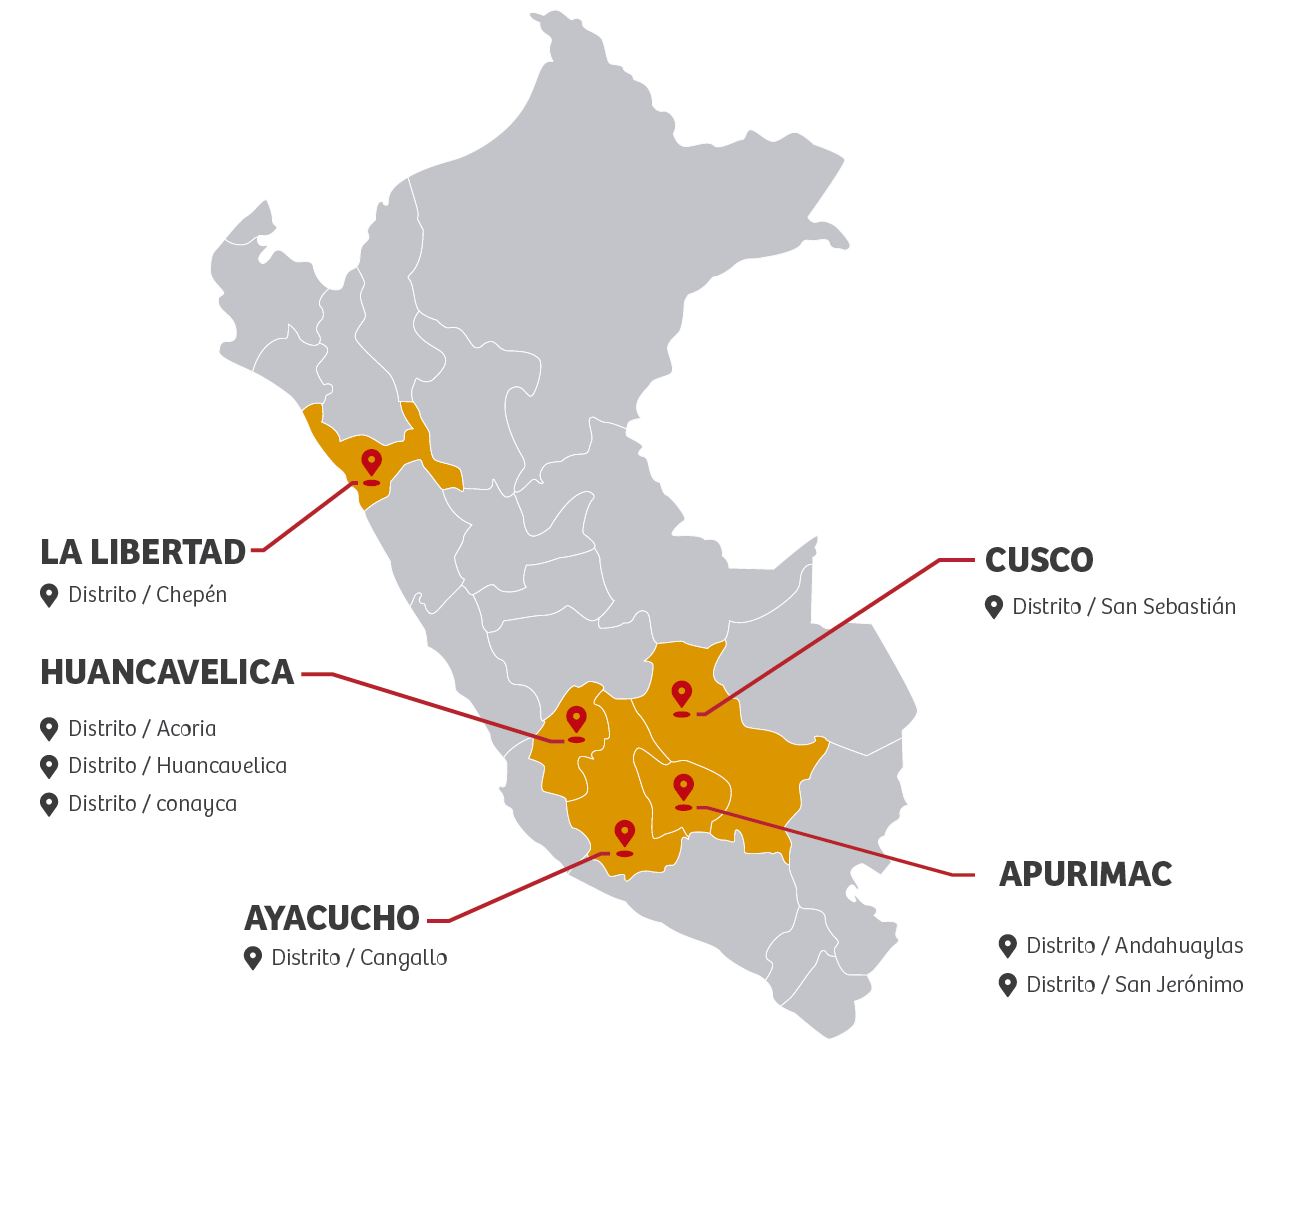 LA LIBERTAD
Distrito / Chepén
HUANCAVELICA
Distrito / Acoria
Distrito / Huancavelica
Distrito / conayca
AYACUCHO
Distrito / Cangallo
CUSCO
Distrito / San Sebastián
APURIMAC
Distrito / Andahuaylas
Distrito / San Jerónimo